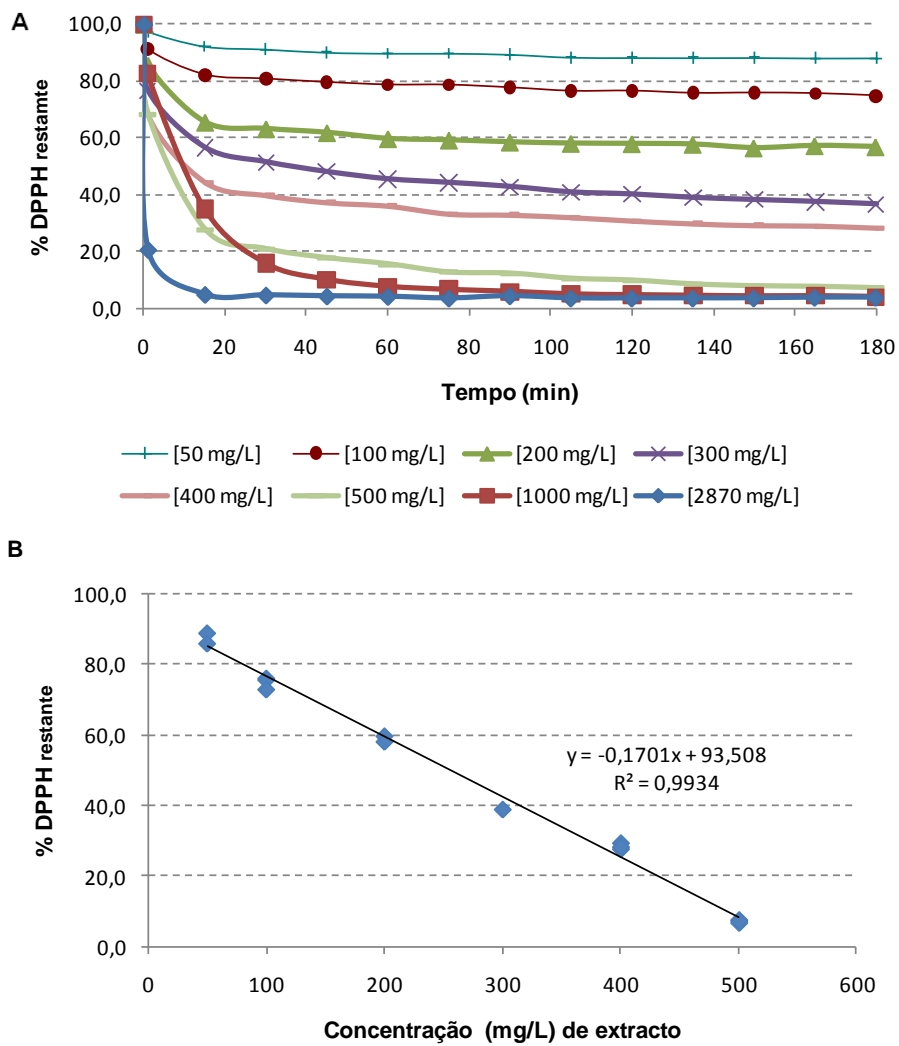 A
100,0
80,0
60,0
40,0
20,0
0,0
% DPPH restante
0 20 40 60 80 100 120 140 160 180
Tempo (min)
[50 mg/L] [100 mg/L] [200 mg/L] [300 mg/L]
[400 mg/L] [500 mg/L] [1000 mg/L] [2870 mg/L]
B
100,0
80,0
60,0
40,0
20,0
0,0
% DPPH restante
y = -0,1701x + 93,508
R² = 0,9934
0 100 200 300 400 500 600
Concentração (mg/L) de extracto